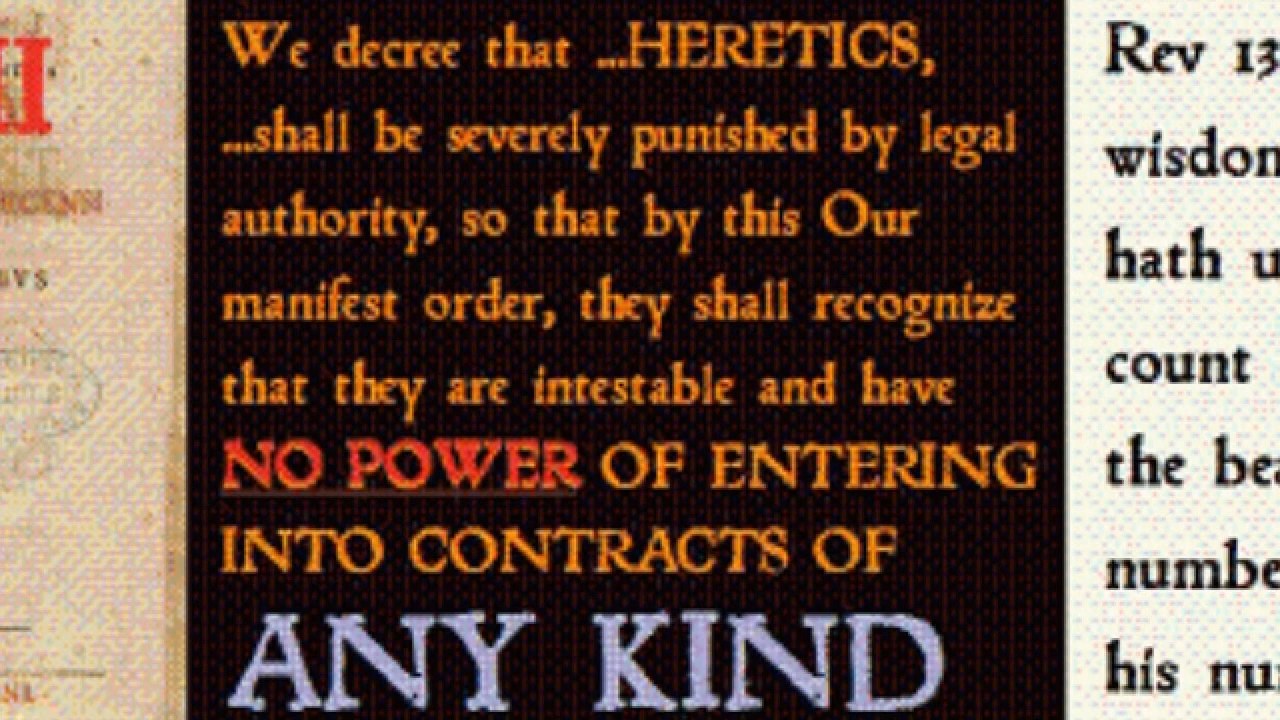 We decree that ...HERETICS,
...shall be severely punished by legal
authority, so that by this Our
manifest order, they shall recognize
that they are intestable and have
NO POWER OF ENTERING
INTO CONTRACTS OF
ANY KIND
Rev 13
hath
count
the
his